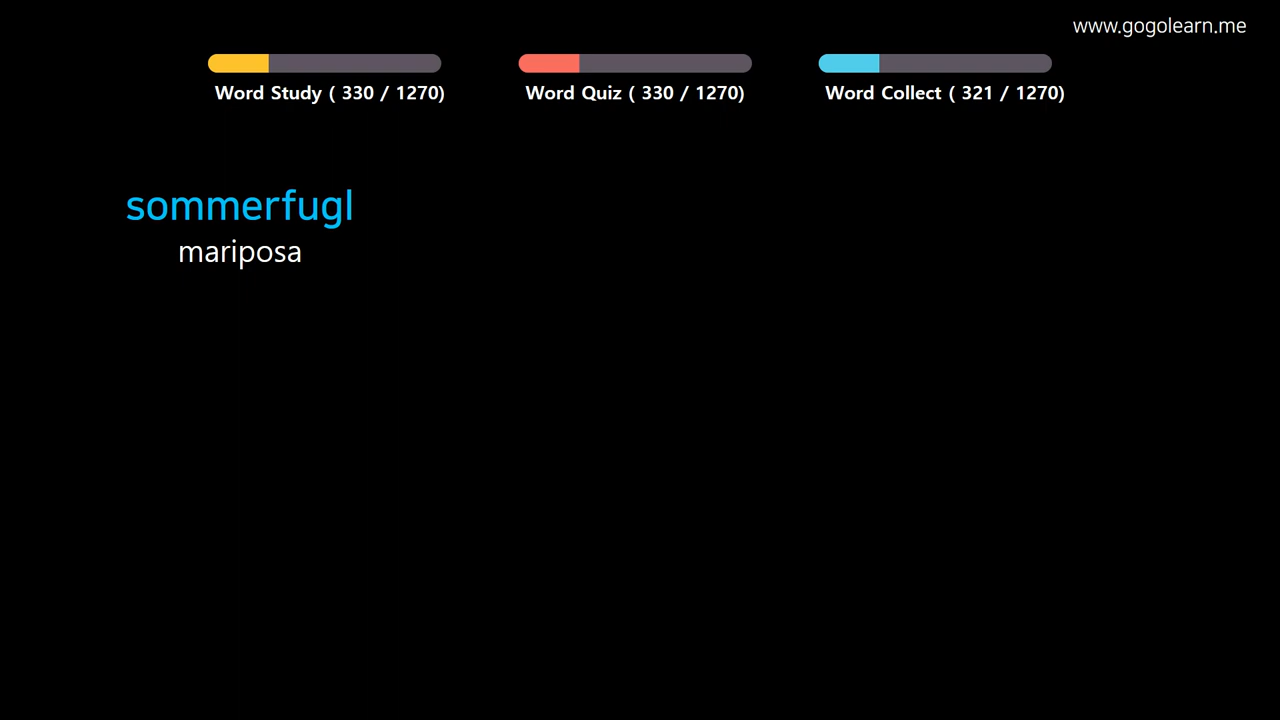 www.gogolearn.me
Word Study ( 330 / 1270)
Word Quiz ( 330 / 1270)
Word Collect ( 321 / 1270)
sommerfugl
mariposa